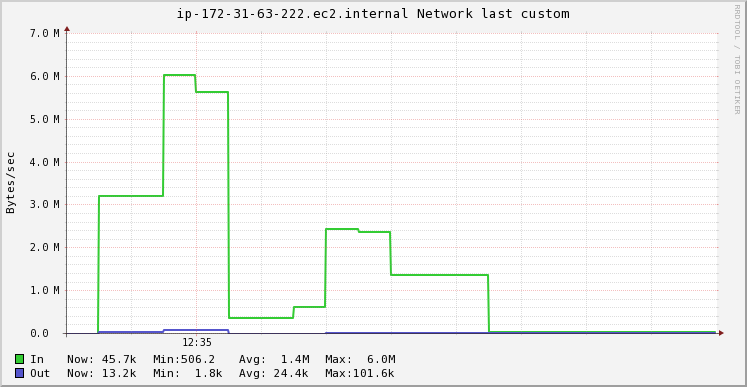 ip-172-31-63-222.ec2.internal Network last custom
RRDTOOL / TOBI OETIKER
7.0 M
6.0 M
5.0 M
4.0 M
3.0 M
2.0 M
1.0 M
0.0
Bytes/sec
12:35
In Now: 45.7k Min:506.2 Avg: 1.4M Max: 6.0M
Out Now: 13.2k Min: 1.8k Avg: 24.4k Max:101.6k